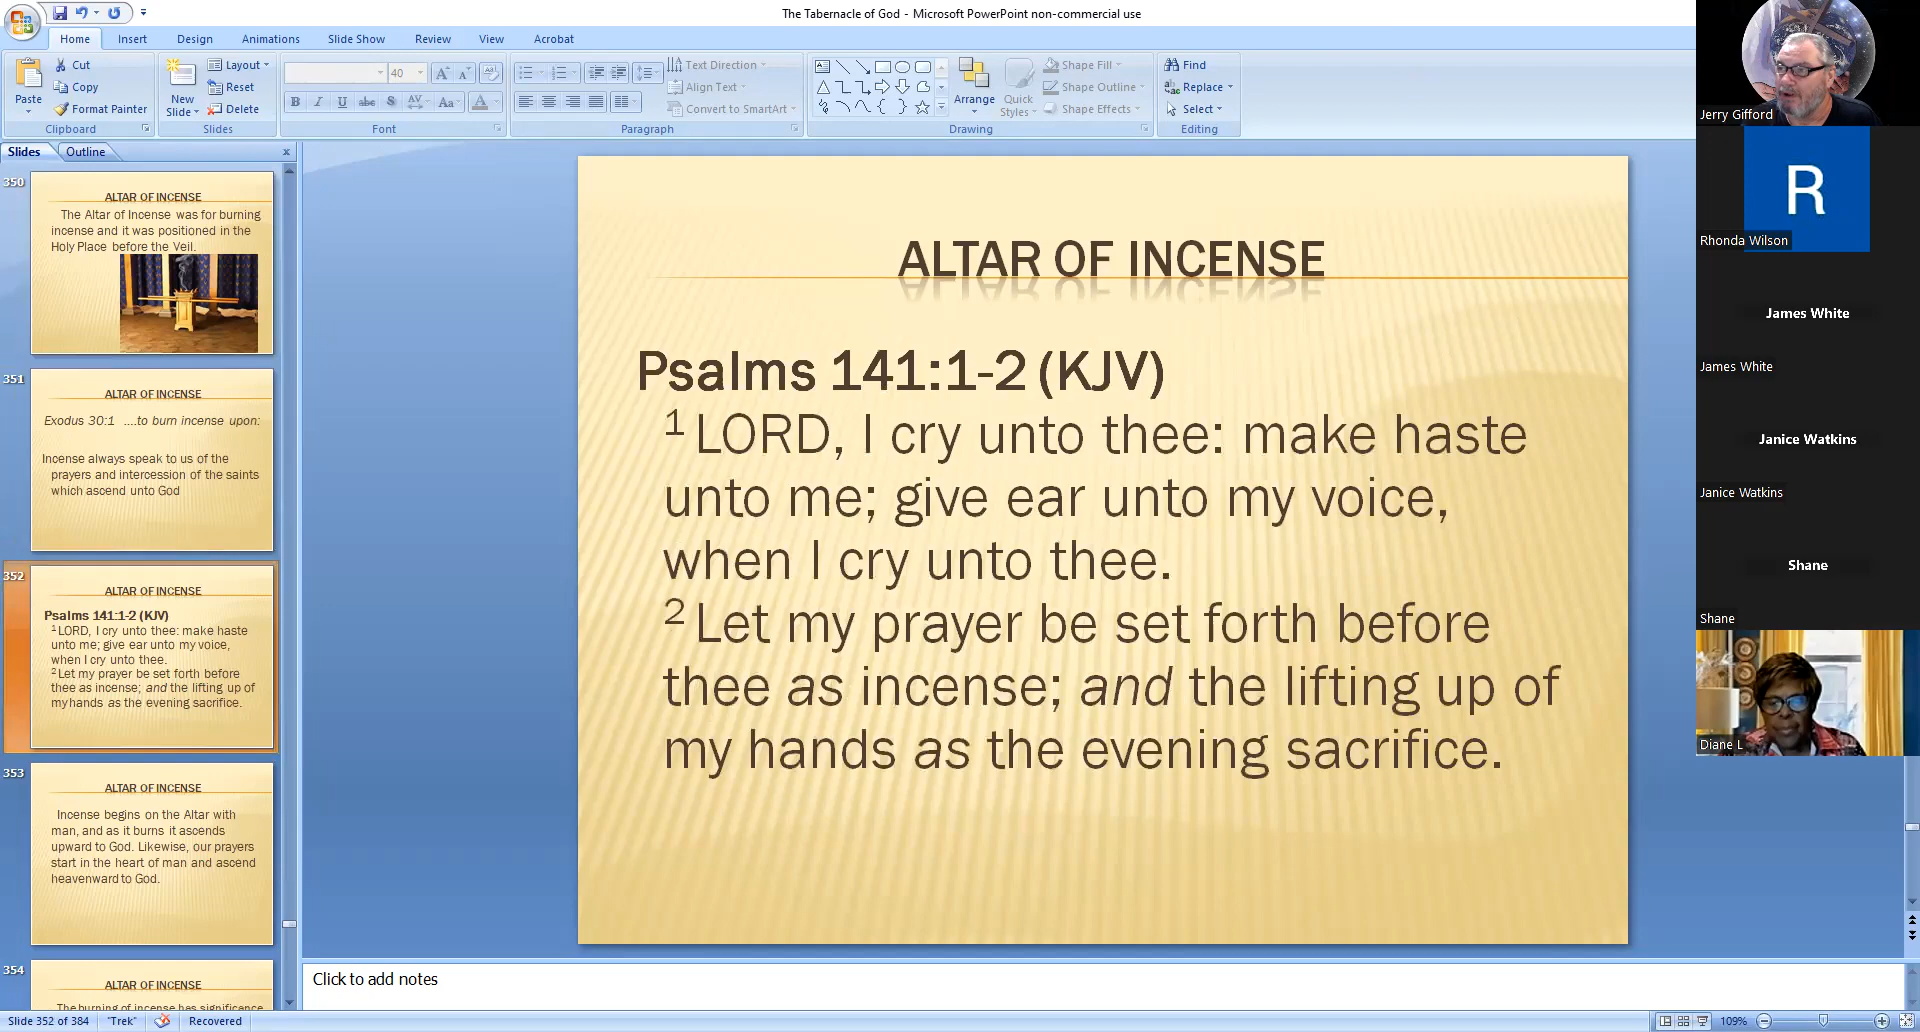 The Tabernacle of God - Microsoft PowerPoint non-commercial use
Home Insert Design Animations Slide Show Review View Acrobat
Paste
Cut
Copy
Format Painter
Clipboard
New Slide
Layout
Reset
Delete
Slides
40
Font
Text Direction
Align Text
Convert to SmartArt
Paragraph
Arrange
Quick Styles
Shape Fill
Shape Outline
Shape Effects
Drawing
Find
Replace
Select
Editing
Slides Outline
350
ALTAR OF INCENSE
The Altar of Incense was for burning
incense and it was positioned in the
Holy Place before the Veil.
351
ALTAR OF INCENSE
Exodus 30:1 ....to burn incense upon:
Incense always speak to us of the
prayers and intercession of the saints
which ascend unto God
352
ALTAR OF INCENSE
Psalms 141:1-2 (KJV)
1 LORD, I cry unto thee: make haste
unto me; give ear unto my voice,
when I cry unto thee.
2 Let my prayer be set forth before
thee as incense; and the lifting up of
my hands as the evening sacrifice.
353
ALTAR OF INCENSE
Incense begins on the Altar with
man, and as it burns it ascends
upward to God. Likewise, our prayers
start in the heart of man and ascend
heavenward to God.
354
ALTAR OF INCENSE
The burning of incense has significance
ALTAR OF INCENSE
Psalms 141:1-2 (KJV)
1 LORD, I cry unto thee: make haste
unto me; give ear unto my voice,
when I cry unto thee.
2 Let my prayer be set forth before
thee as incense; and the lifting up of
my hands as the evening sacrifice.
Click to add notes
Slide 352 of 384 "Trek" Recovered
109%
Jerry Gifford
R
Rhonda Wilson
James White
James White
Janice Watkins
Janice Watkins
Shane
Shane
Diane L